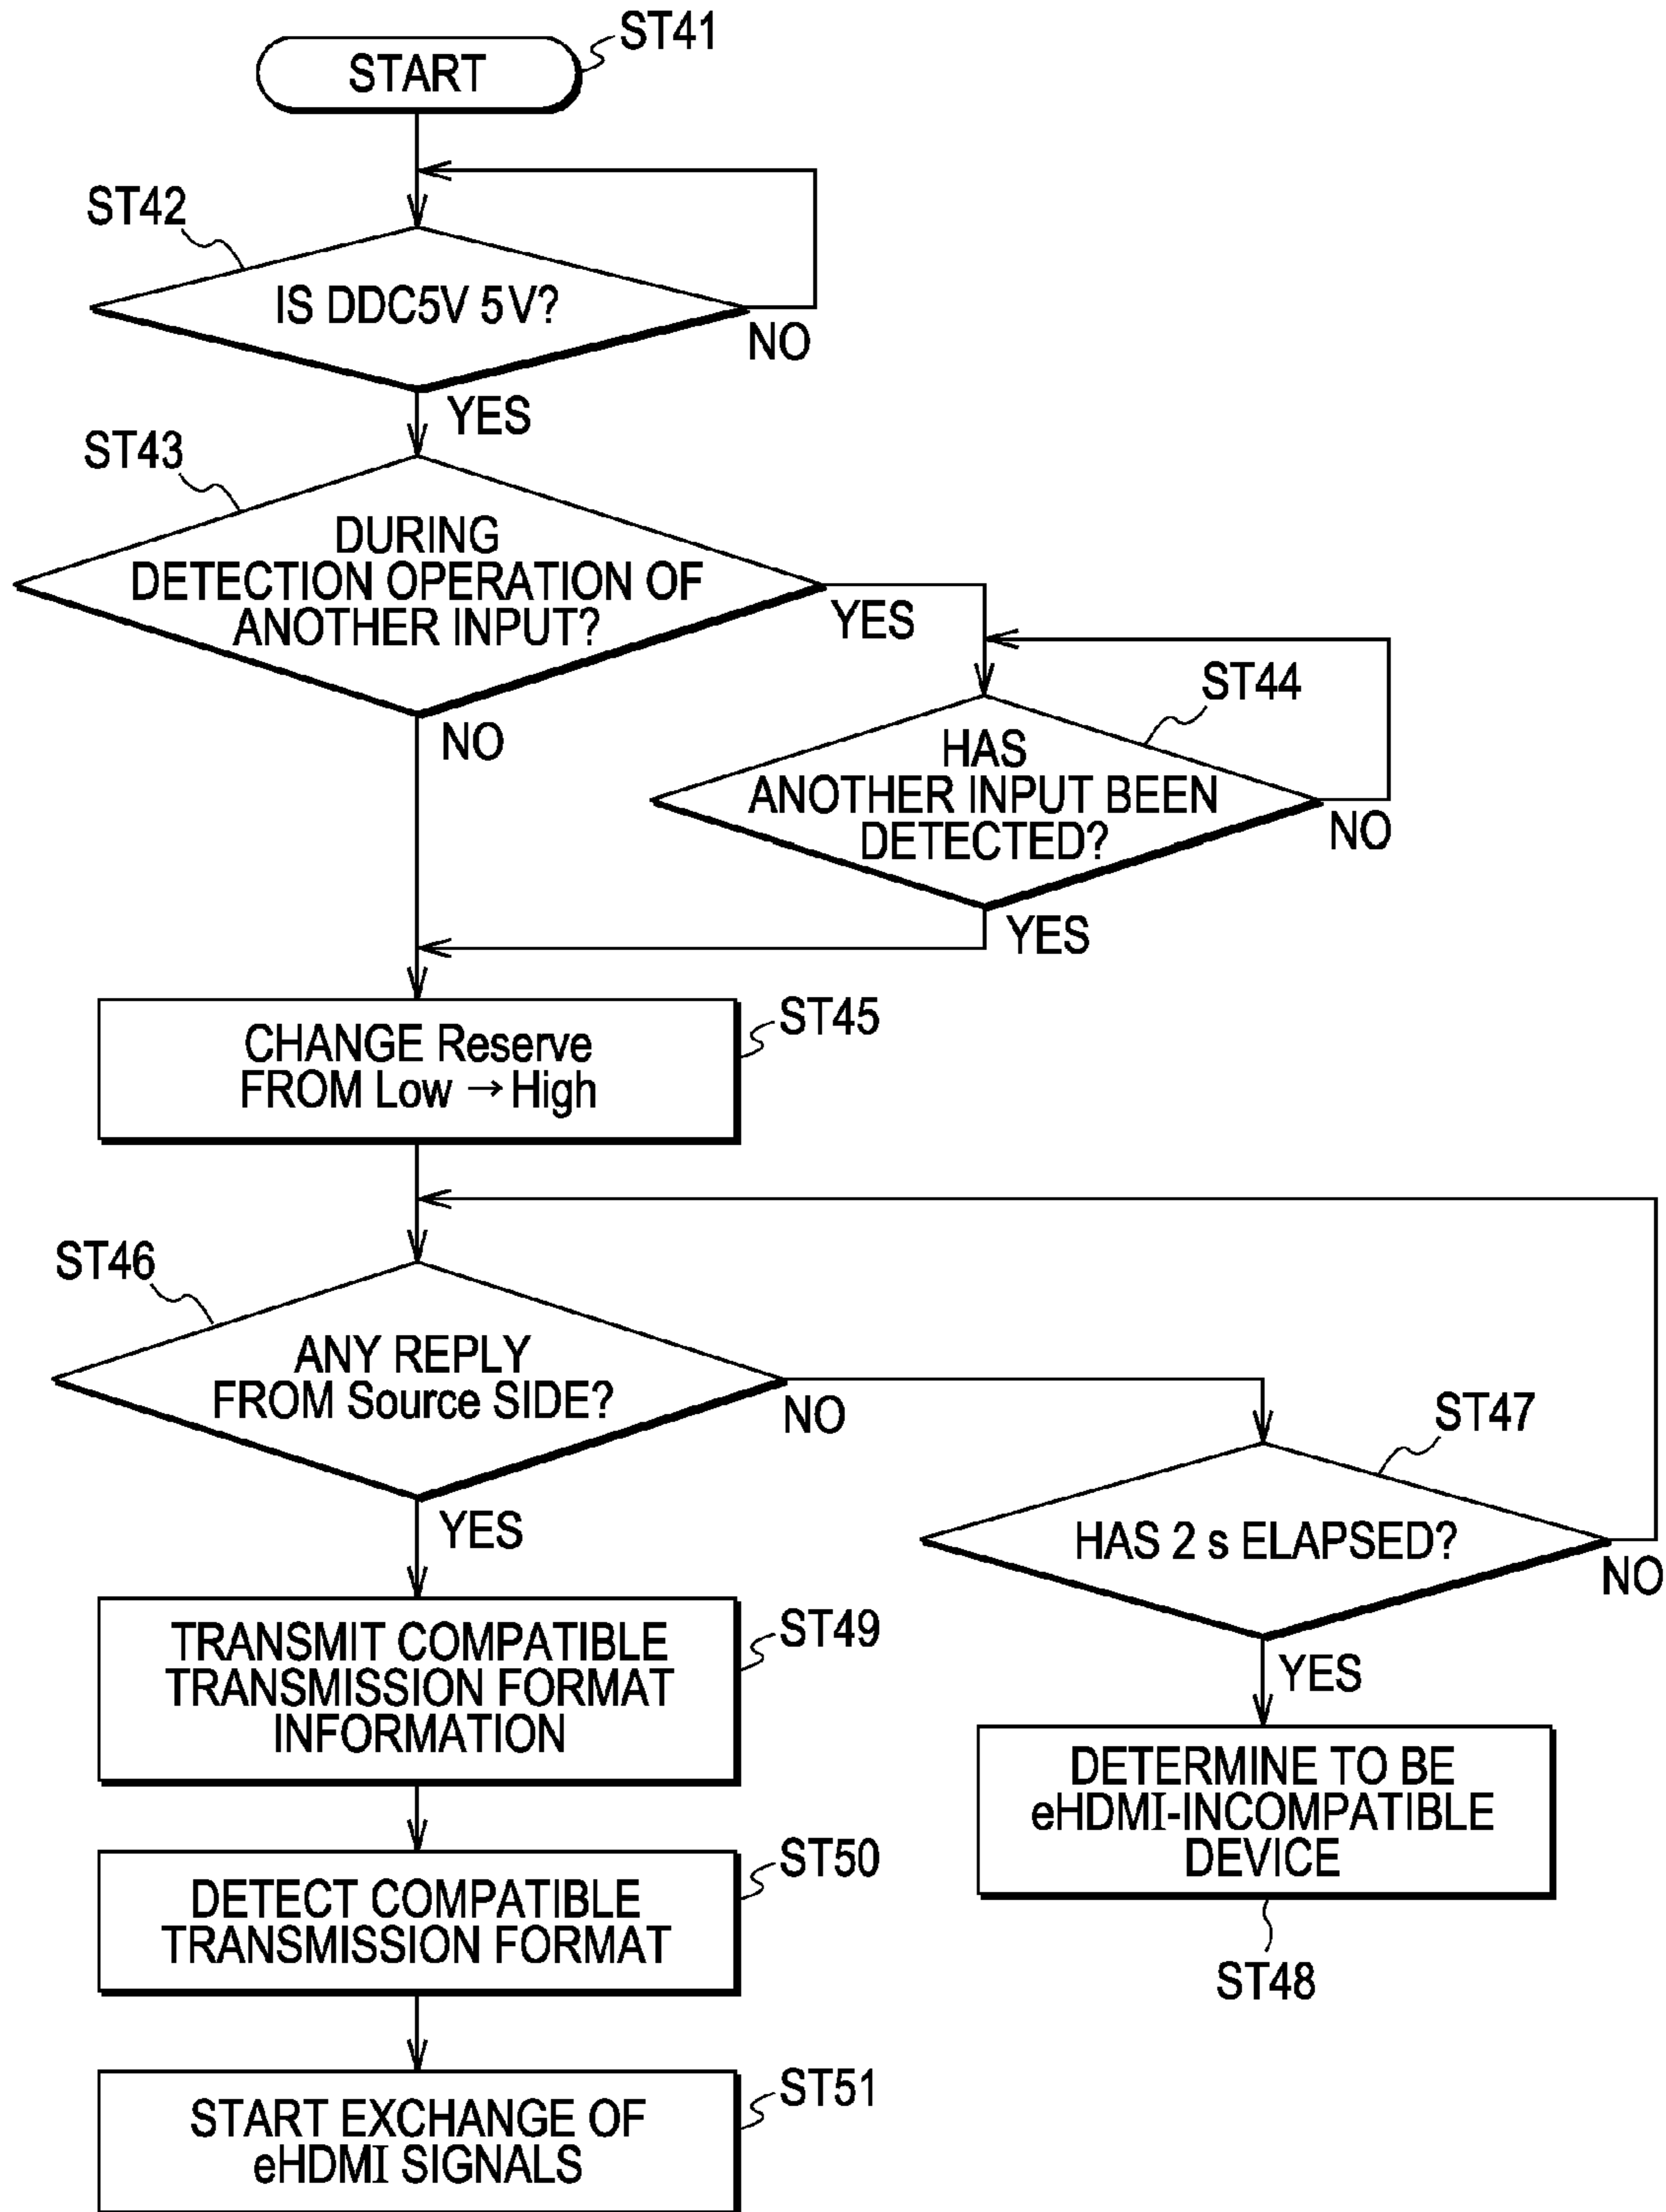 START
ST41
ST42
IS DDC5V 5V?
NO
YES
ST43
DURING
DETECTION OPERATION OF
ANOTHER INPUT?
YES
NO
ST44
HAS
ANOTHER INPUT BEEN
DETECTED?
NO
YES
CHANGE Reserve
FROM Low → High
ST45
ST46
ANY REPLY
FROM Source SIDE?
NO
YES
ST47
HAS 2 s ELAPSED?
NO
YES
TRANSMIT COMPATIBLE
TRANSMISSION FORMAT
INFORMATION
ST49
DETERMINE TO BE
eHDMI-INCOMPATIBLE
DEVICE
ST48
DETECT COMPATIBLE
TRANSMISSION FORMAT
ST50
START EXCHANGE OF
eHDMI SIGNALS
ST51